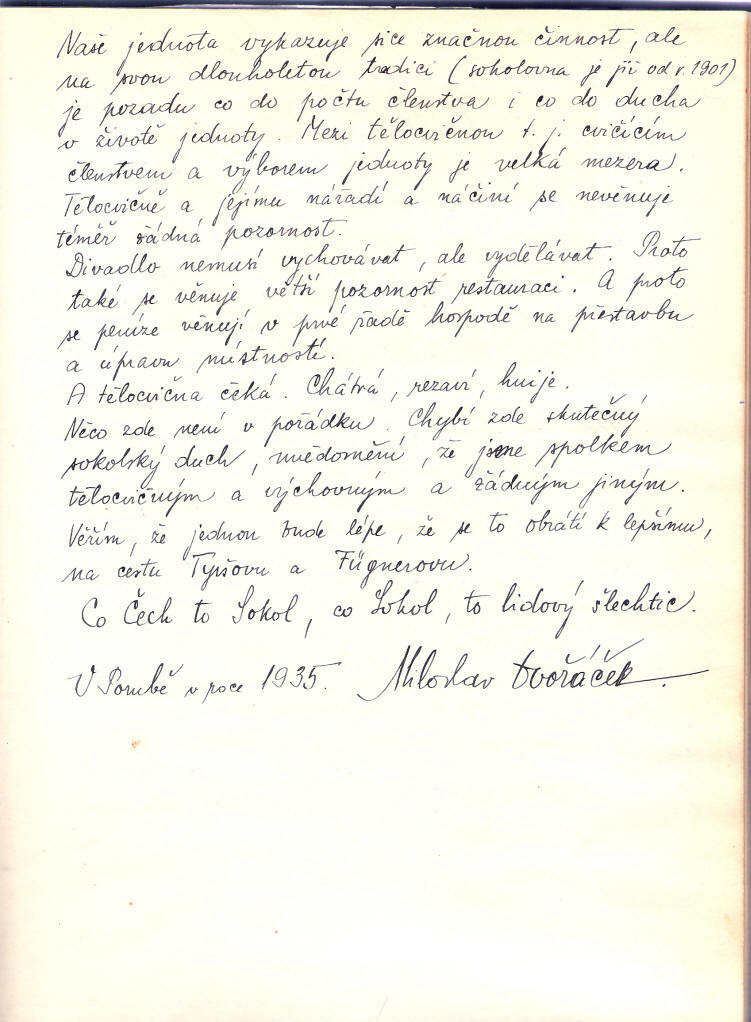 Naše jednota vykazuje sice značnou činnost, ale
na svou dlouholetou tradici (sokolovna je již od r. 1901)
je pozadu co do počtu členstva i co do ducha
v životě jednoty. Mezi tělocvičnou t. j. cvičícím
členstvem a výborem jednoty je velká mezera.
Tělocvičně a jejímu nářadí a náčiní se nevěnuje
téměř žádná pozornost.
Divadlo nemusí vychovávat, ale vydělávat. Proto
také se věnuje větší pozornost restauraci. A proto
se peníze věnují v prvé řadě hospodě na přestavbu
a úpravu místností.
A tělocvična čeká. Chátrá, rezaví, hnije.
Něco zde není v pořádku. Chybí zde skutečný
sokolský duch, uvědomění, že jsme spolkem
tělocvičným a výchovným a žádným jiným.
Věřím, že jednou bude lépe, že se to obrátí k lepšímu,
na cestu Tyršovu a Fügnerovu.
Co Čech to Sokol, co Sokol, to lidový šlechtic.
V Porubě v roce 1935. Miloslav Dvořáček.